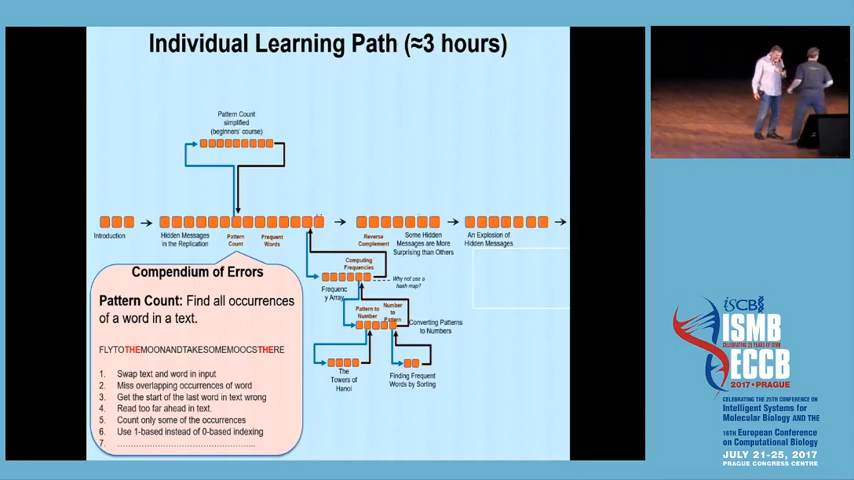 Individual Learning Path (≈3 hours)
Pattern Count
simplified
(beginners' course)
Introduction
Hidden Messages
in the Replication
Pattern
Count
Frequent
Words
Reverse
Complement
Some Hidden
Messages are More
Surprising than Others
An Explosion of
Hidden Messages
Computing
Frequencies
Why not use a
hash map?
Frequenc
y Array
Pattern to
Number
Number
to
Pattern
Converting Patterns
to Numbers
The
Towers of
Hanoi
Finding Frequent
Words by Sorting
Compendium of Errors
Pattern Count: Find all occurrences
of a word in a text.
FLYTOTHEMOONANDTAKESOMEMOOCSTHERE
1. Swap text and word in input
2. Miss overlapping occurrences of word
3. Get the start of the last word in text wrong
4. Read too far ahead in text.
5. Count only some of the occurrences
6. Use 1-based instead of 0-based indexing
7. ……………………………………
iSCB
ISMB
CELEBRATING 25 YEARS OF ISMB
ECCB
2017 • PRAGUE
CELEBRATING THE 25TH CONFERENCE ON
Intelligent Systems for
Molecular Biology AND THE
16TH European Conference
on Computational Biology
JULY 21-25, 2017
PRAGUE CONGRESS CENTRE